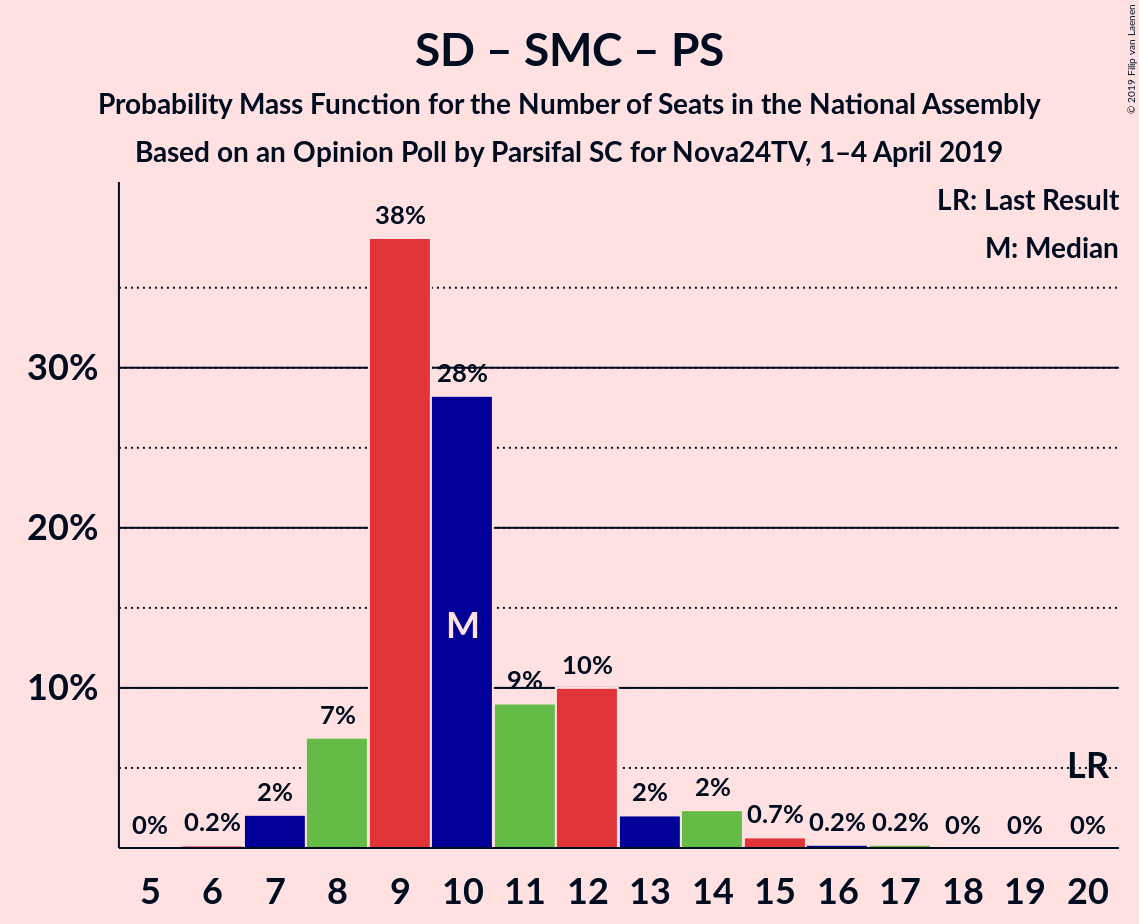 SD – SMC – PS
Probability Mass Function for the Number of Seats in the National Assembly
Based on an Opinion Poll by Parsifal SC for Nova24TV, 1–4 April 2019
© 2019 Filip van Laenen
LR: Last Result
M: Median
38%
30%
28%
20%
M
10%
10%
9%
7%
LR
2%
2%
2%
0.7%
0%
0.2%
0.2%
0.2%
0%
0%
0%
5 6 7 8 9 10 11 12 13 14 15 16 17 18 19 20